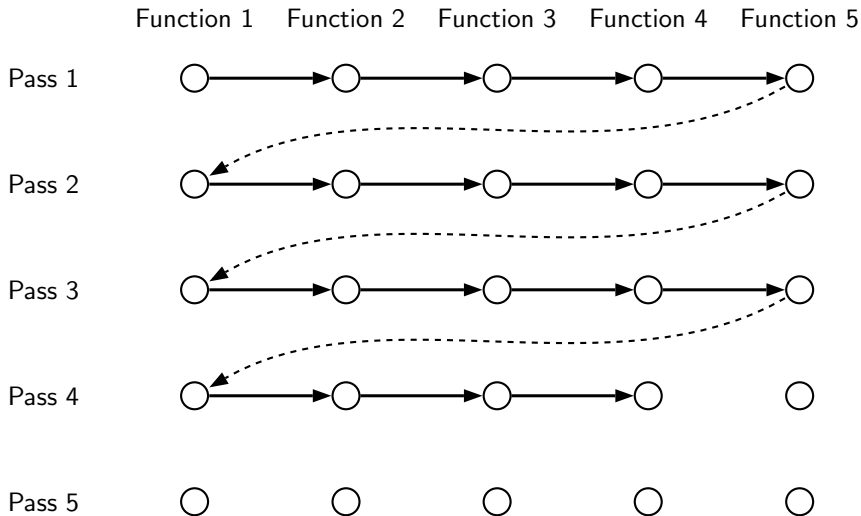 Function 1 Function 2 Function 3 Function 4 Function 5
Pass 1
Pass 2
Pass 3
Pass 4
Pass 5